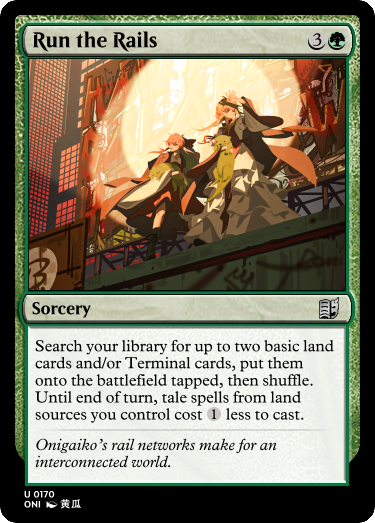 Run the Rails 3
Sorcery
Search your library for up to two basic land
cards and/or Terminal cards, put them
onto the battlefield tapped, then shuffle.
Until end of turn, tale spells from land
sources you control cost 1 less to cast.
Onigaiko's rail networks make for an
interconnected world.
U 0170
ONI 黄瓜